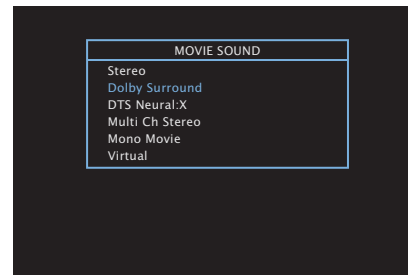 MOVIE SOUND
Stereo
Dolby Surround
DTS Neural:X
Multi Ch Stereo
Mono Movie
Virtual